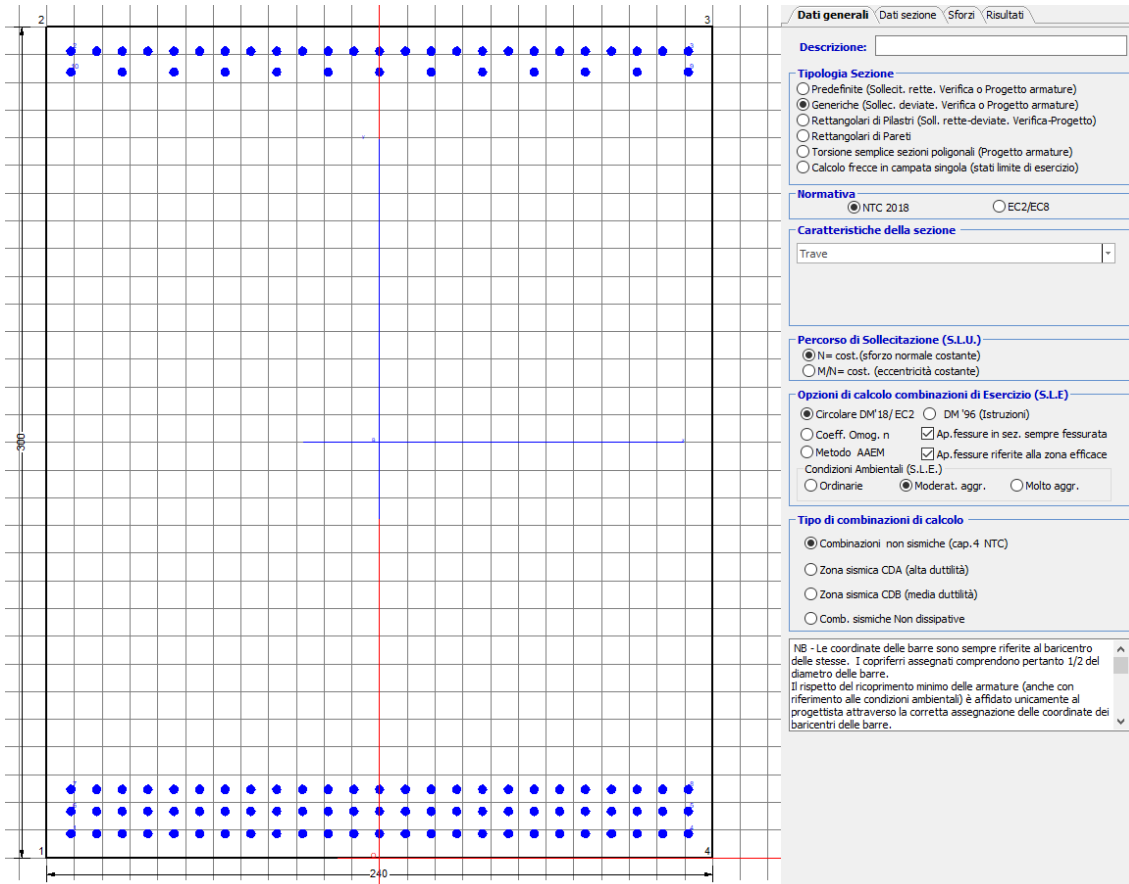 2
3
300
1
4
240
Dati generali
Dati sezione
Sforzi
Risultati
Descrizione:
Tipologia Sezione
Predefinite (Sollecit. rette. Verifica o Progetto armature)
Generiche (Sollec. deviate. Verifica o Progetto armature)
Rettangolari di Pilastri (Soll. rette-deviate. Verifica-Progetto)
Rettangolari di Pareti
Torsione semplice sezioni poligonali (Progetto armature)
Calcolo frecce in campata singola (stati limite di esercizio)
Normativa
NTC 2018
EC2/EC8
Caratteristiche della sezione
Trave
Percorso di Sollecitazione (S.L.U.)
N= cost.(sforzo normale costante)
M/N= cost. (eccentricità costante)
Opzioni di calcolo combinazioni di Esercizio (S.L.E)
Circolare DM'18/ EC2
DM '96 (Istruzioni)
Coeff. Omog. n
Ap.fessure in sez. sempre fessurata
Metodo AAEM
Ap.fessure riferite alla zona efficace
Condizioni Ambientali (S.L.E.)
Ordinarie
Moderat. aggr.
Molto aggr.
Tipo di combinazioni di calcolo
Combinazioni non sismiche (cap.4 NTC)
Zona sismica CDA (alta duttilità)
Zona sismica CDB (media duttilità)
Comb. sismiche Non dissipative
NB - Le coordinate delle barre sono sempre riferite al baricentro
delle stesse. I copriferri assegnati comprendono pertanto 1/2 del
diametro delle barre.
Il rispetto del ricoprimento minimo delle armature (anche con
riferimento alle condizioni ambientali) è affidato unicamente al
progettista attraverso la corretta assegnazione delle coordinate dei
baricentri delle barre.